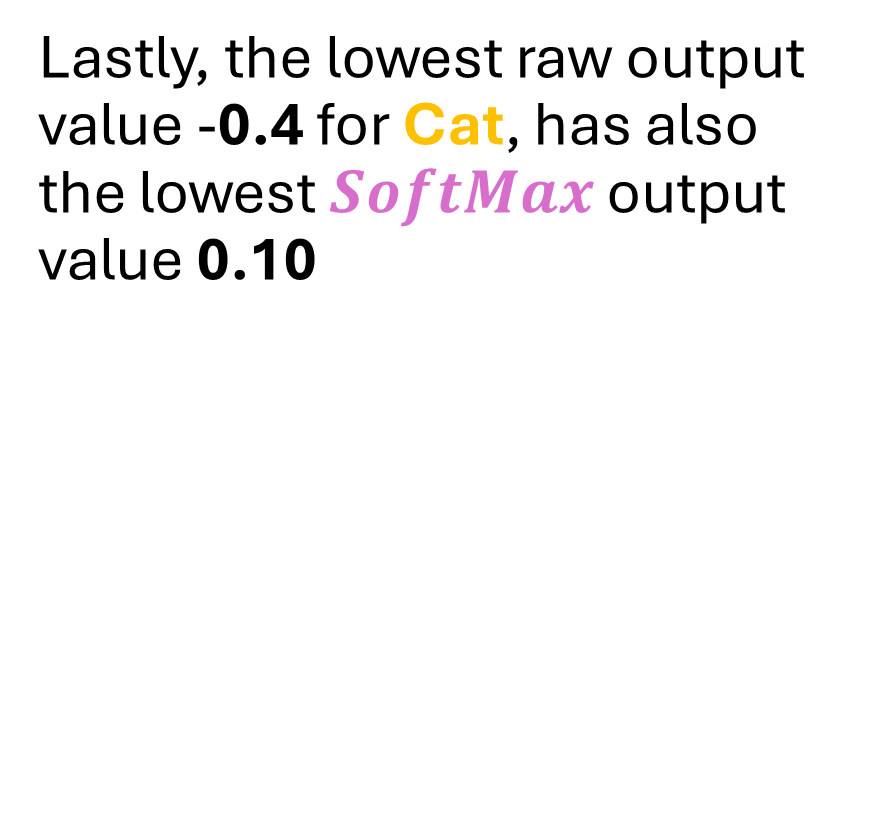 Lastly, the lowest raw output
value -0.4 for Cat, has also
the lowest SoftMax output
value 0.10